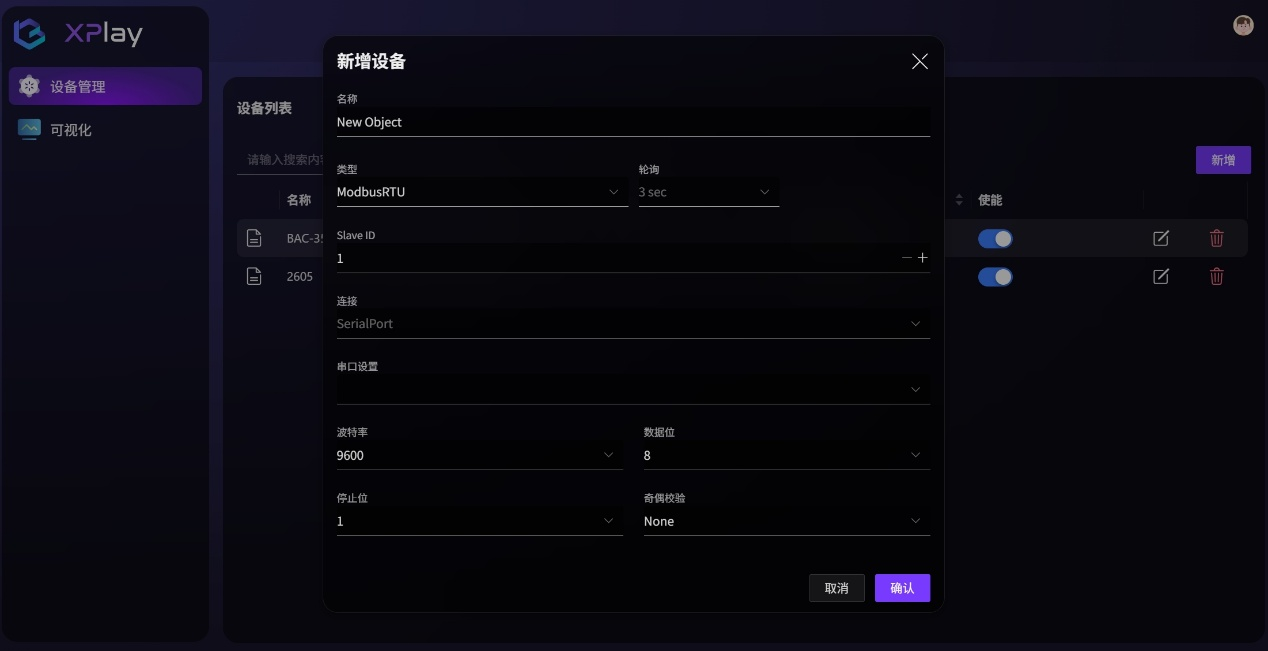 XPlay
设备管理
可视化
设备列表
请输入搜索内容
新增
名称
使能
BAC-35
2605
新增设备
名称
New Object
类型
轮询
ModbusRTU
3 sec
Slave ID
1
连接
SerialPort
串口设置
波特率
数据位
9600
8
停止位
奇偶校验
1
None
取消
确认